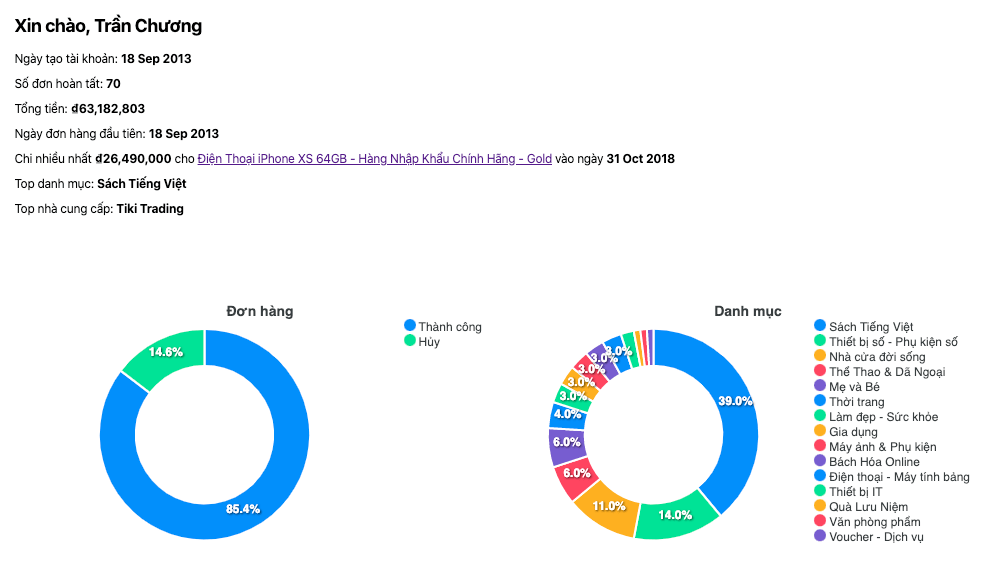 Xin chào, Trần Chương
Ngày tạo tài khoản: 18 Sep 2013
Số đơn hoàn tất: 70
Tổng tiền: ₫63,182,803
Ngày đơn hàng đầu tiên: 18 Sep 2013
Chi nhiều nhất ₫26,490,000 cho Điện Thoại iPhone XS 64GB - Hàng Nhập Khẩu Chính Hãng - Gold vào ngày 31 Oct 2018
Top danh mục: Sách Tiếng Việt
Top nhà cung cấp: Tiki Trading
Đơn hàng
Thành công
Hủy
14.6%
85.4%
Danh mục
39.0%
14.0%
11.0%
6.0%
6.0%
4.0%
3.0%
3.0%
3.0%
3.0%
3.0%
Sách Tiếng Việt
Thiết bị số - Phụ kiện số
Nhà cửa đời sống
Thể Thao & Dã Ngoại
Mẹ và Bé
Thời trang
Làm đẹp - Sức khỏe
Gia dụng
Máy ảnh & Phụ kiện
Bách Hóa Online
Điện thoại - Máy tính bảng
Thiết bị IT
Quà Lưu Niệm
Văn phòng phẩm
Voucher - Dịch vụ